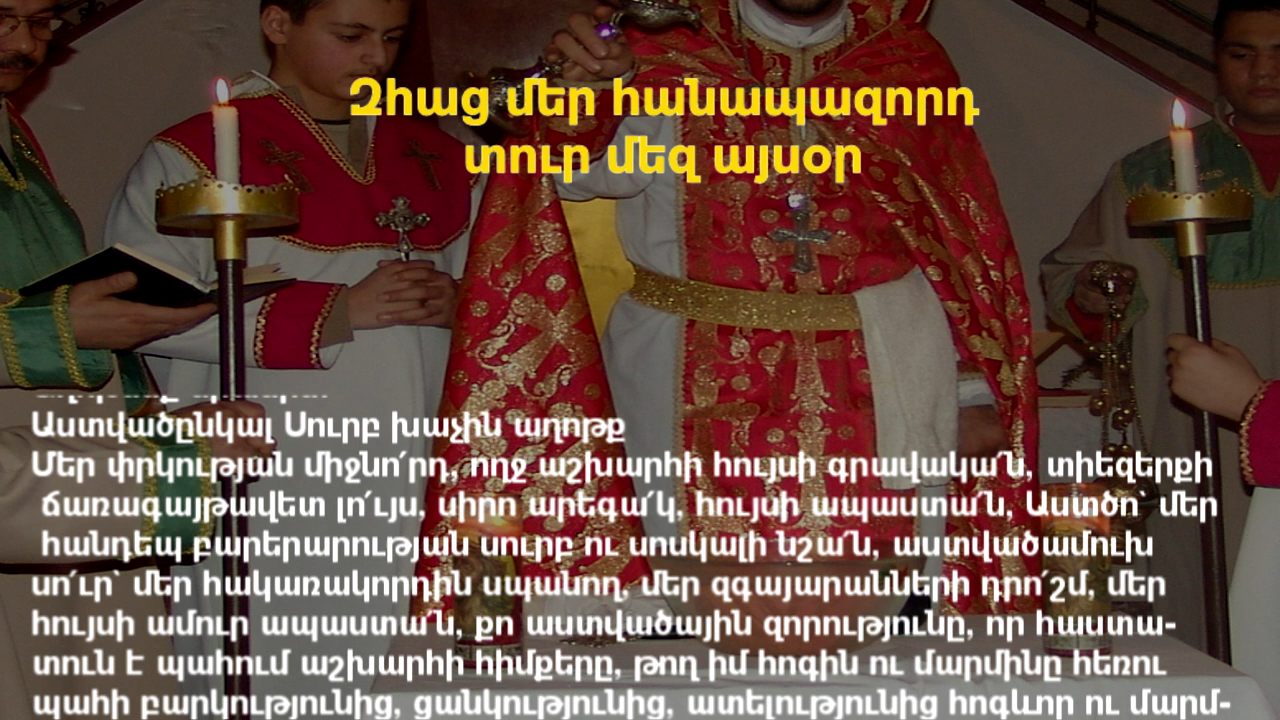 Զհաց մեր հանապազորդ
տուր մեզ այսօր
Աստվածընկալ Սուրբ խաչին աղոթք
Մեր փրկության միջնո՛րդ, ողջ աշխարհի հույսի գրավակա՛ն, տիեզերքի
ճառագայթավետ լո՛ւյս, սիրո արեգա՛կ, հույսի ապաստա՛ն, Աստծո՝ մեր
հանդեպ բարերարության սուրբ ու սոսկալի նշա՛ն, աստվածամուխ
սո՛ւր՝ մեր հակառակորդին սպանող, մեր զգայարանների դրո՛շմ, մեր
հույսի ամուր ապաստա՛ն, քո աստվածային զորությունը, որ հաստա-
տուն է պահում աշխարհի հիմքերը, թող իմ հոգին ու մարմինը հեռու
պահի բարկությունից, ցանկությունից, ատելությունից հոգևոր ու մարմ-